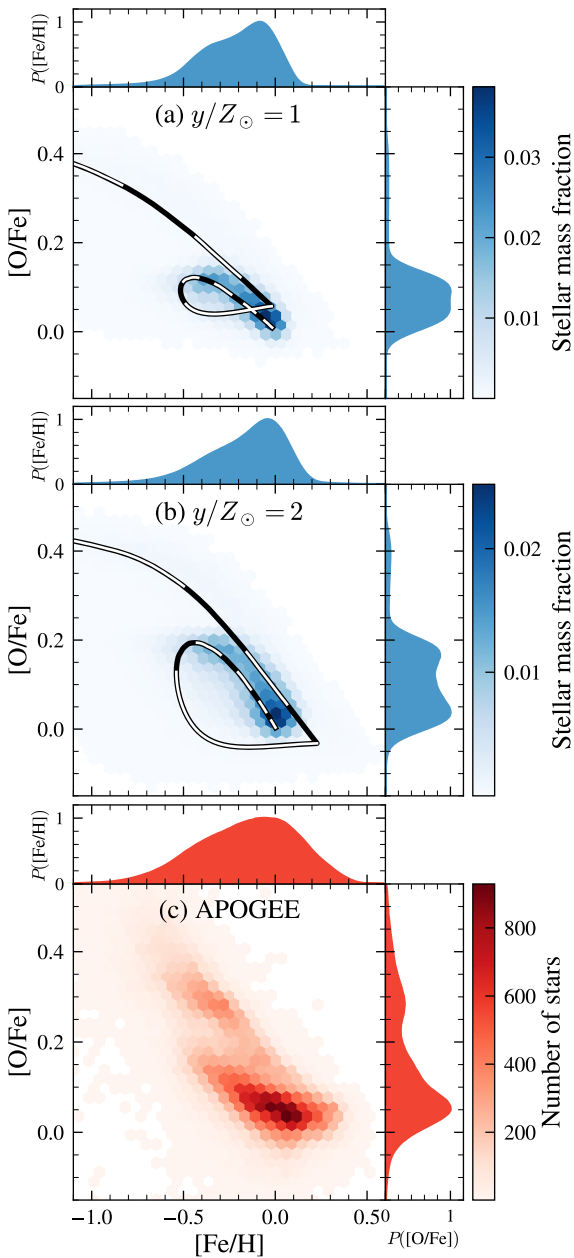 P([Fe/H])
1
0
(a) y/Z⊙ = 1
[O/Fe]
0.4
0.2
0.0
0.03
0.02
0.01
Stellar mass fraction
P([Fe/H])
1
0
(b) y/Z⊙ = 2
[O/Fe]
0.4
0.2
0.0
0.02
0.01
Stellar mass fraction
P([Fe/H])
1
0
(c) APOGEE
[O/Fe]
0.4
0.2
0.0
800
600
400
200
Number of stars
−1.0 −0.5 0.0 0.5
[Fe/H]
0 1
P([O/Fe])